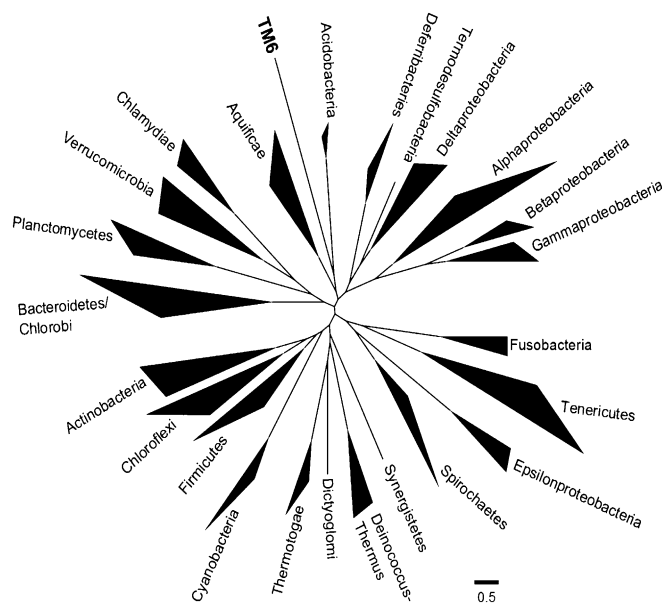 TM6
Acidobacteria
Deferribacteries
Termodesulfobacteria
Deltaproteobacteria
Alphaproteobacteria
Betaproteobacteria
Gammaproteobacteria
Fusobacteria
Tenericutes
Epsilonproteobacteria
Spirochaetes
Synergistetes
Deinococcus-
Thermus
Dictyoglomi
Thermotogae
Cyanobacteria
Firmicutes
Chloroflexi
Actinobacteria
Bacteroidetes/
Chlorobi
Planctomycetes
Verrucomicrobia
Chlamydiae
Aquificae
0.5